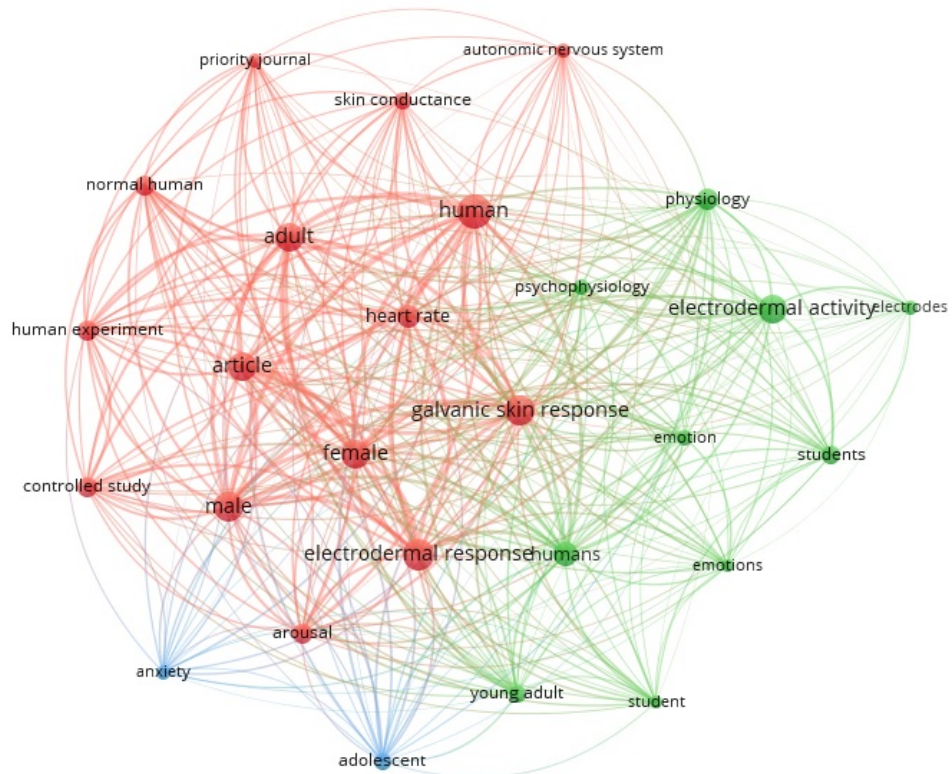 autonomic nervous system
priority journal
skin conductance
normal human
physiology
human
adult
psychophysiology
electrodermal activity
electrodes
heart rate
human experiment
article
galvanic skin response
emotion
female
students
controlled study
male
electrodermal response
humans
emotions
arousal
anxiety
young adult
student
adolescent